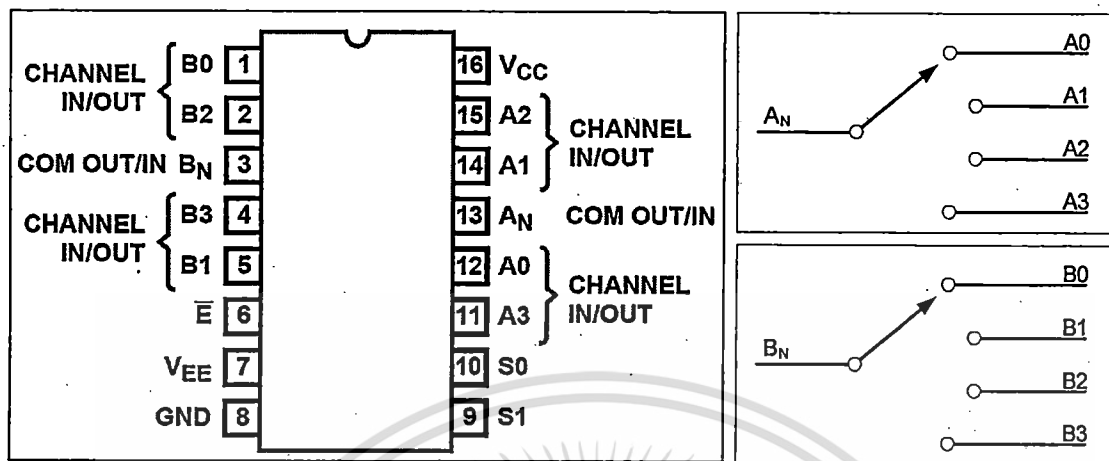 CHANNEL
IN/OUT
B0 1
B2 2
COM OUT/IN BN 3
CHANNEL
IN/OUT
B3 4
B1 5
E̅ 6
VEE 7
GND 8
16 VCC
15 A2
14 A1
CHANNEL
IN/OUT
13 AN COM OUT/IN
12 A0
11 A3
CHANNEL
IN/OUT
10 S0
9 S1
AN
A0
A1
A2
A3
BN
B0
B1
B2
B3